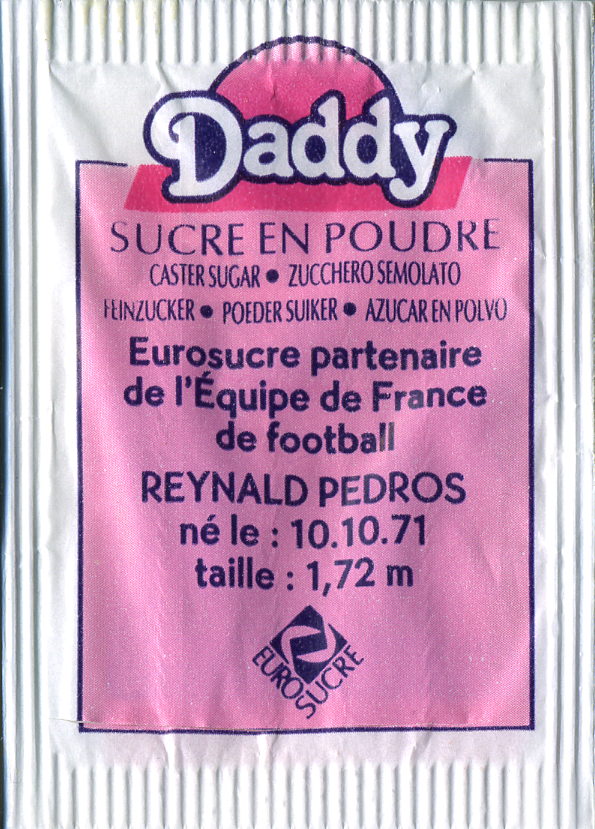 Daddy
SUCRE EN POUDRE
CASTER SUGAR • ZUCCHERO SEMOLATO
FEINZUCKER • POEDER SUIKER • AZUCAR EN POLVO
Eurosucre partenaire
de l'Équipe de France
de football
REYNALD PEDROS
né le : 10.10.71
taille : 1,72 m
EUROSUCRE